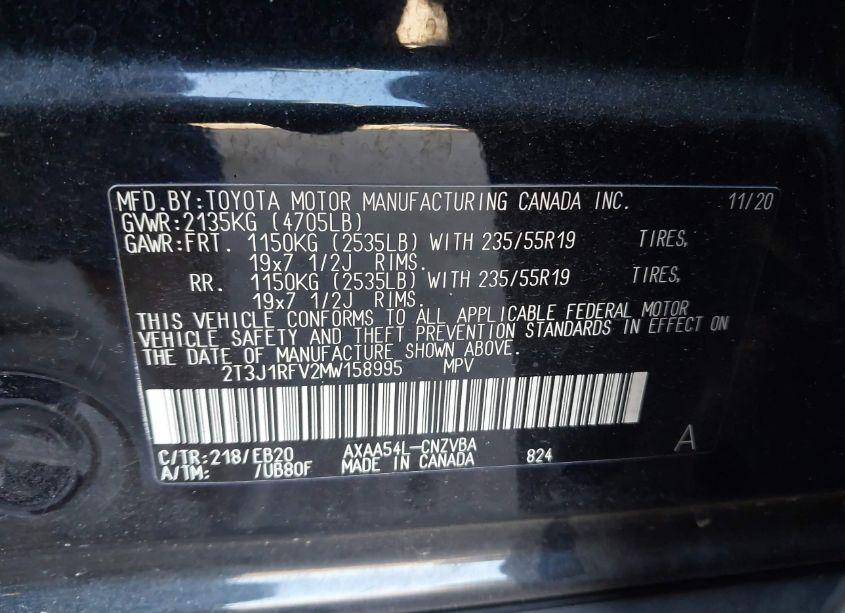 MFD.BY:TOYOTA MOTOR MANUFACTURING CANADA INC. 11/20
GVWR:2135KG (4705LB)
GAWR:FRT. 1150KG (2535LB) WITH 235/55R19 TIRES,
19x7 1/2J RIMS.
RR. 1150KG (2535LB) WITH 235/55R19 TIRES,
19x7 1/2J RIMS.
THIS VEHICLE CONFORMS TO ALL APPLICABLE FEDERAL MOTOR
VEHICLE SAFETY AND THEFT PREVENTION STANDARDS IN EFFECT ON
THE DATE OF MANUFACTURE SHOWN ABOVE.
2T3J1RFV2MW158995 MPV
C/TR:218/EB20 AXAA54L-CNZVBA 824 A
A/TM: /UB80F MADE IN CANADA